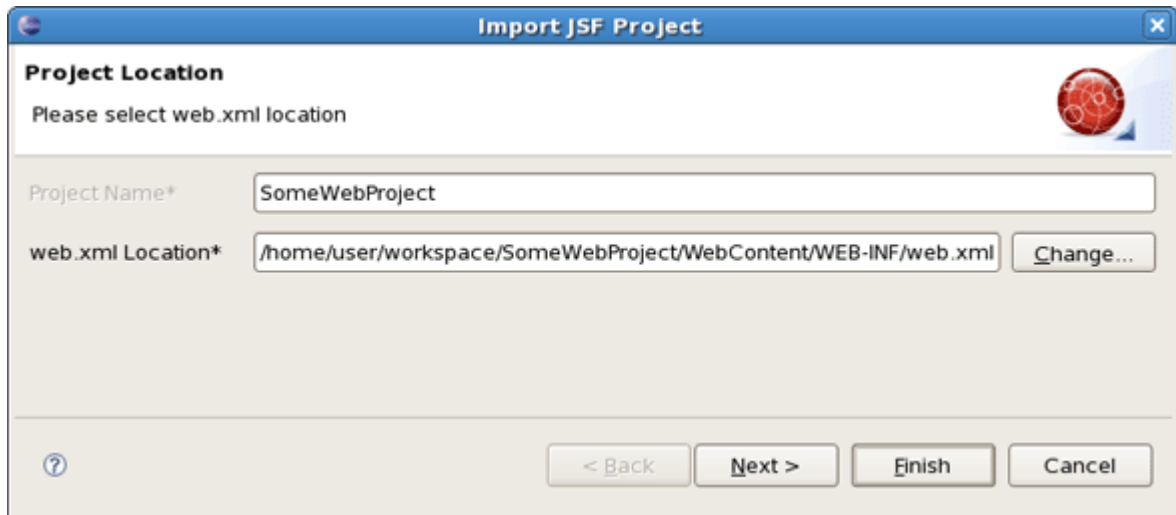 Import JSF Project
Project Location
Please select web.xml location
Project Name* SomeWebProject
web.xml Location* /home/user/workspace/SomeWebProject/WebContent/WEB-INF/web.xml Change...
? < Back Next > Finish Cancel